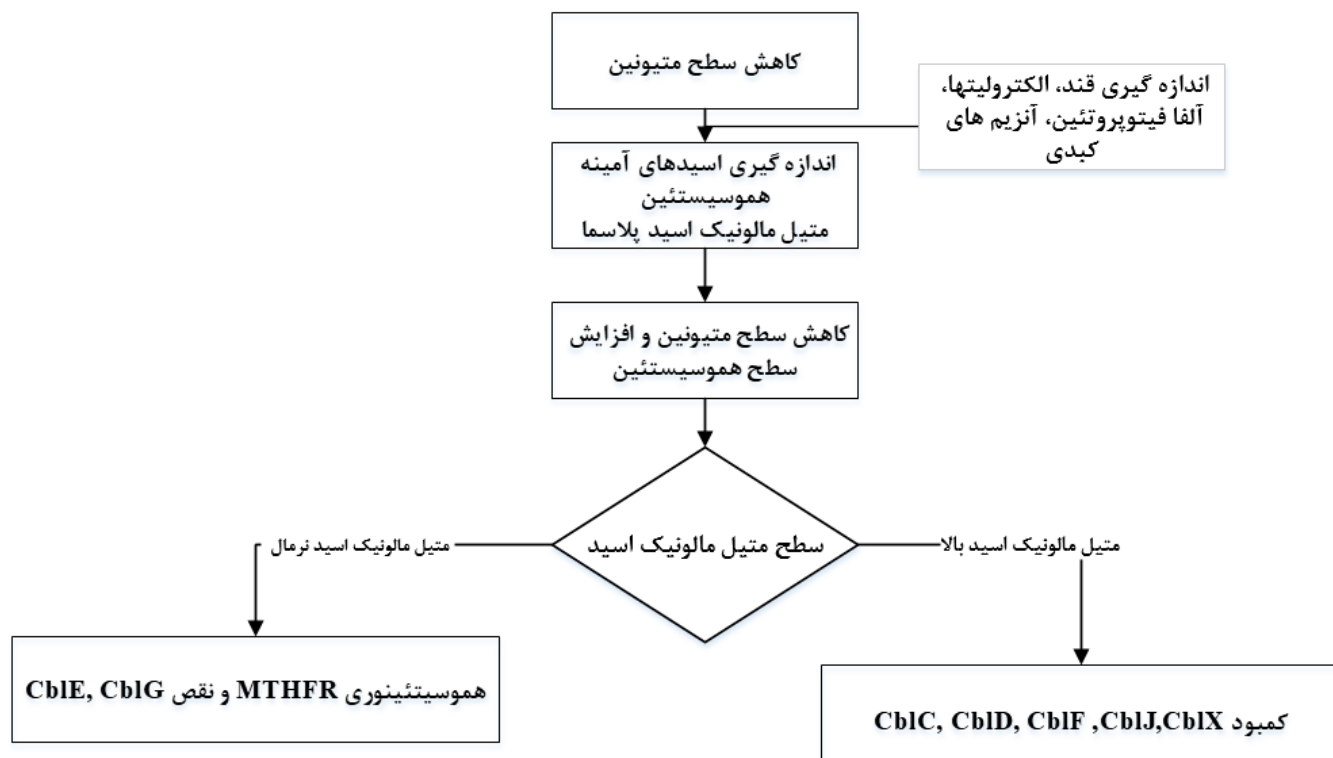 کاهش سطح متیونین
اندازه گیری قند، الکترولیتها،
آلفا فیتوپروتئین، آنزیم های
کبدی
اندازه گیری اسیدهای آمینه
هموسیستئین
متیل مالونیک اسید پلاسما
کاهش سطح متیونین و افزایش
سطح هموسیستئین
سطح متیل مالونیک اسید
متیل مالونیک اسید بالا
متیل مالونیک اسید نرمال
کمبود CblC, CblD, CblF ,CblJ,CblX
هموسیتئینوری MTHFR و نقص CblE, CblG